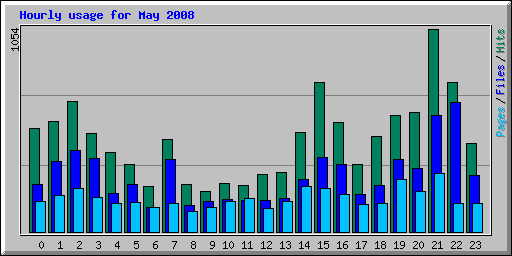 Hourly usage for May 2008
1054
Pages/Files/Hits
0 1 2 3 4 5 6 7 8 9 10 11 12 13 14 15 16 17 18 19 20 21 22 23